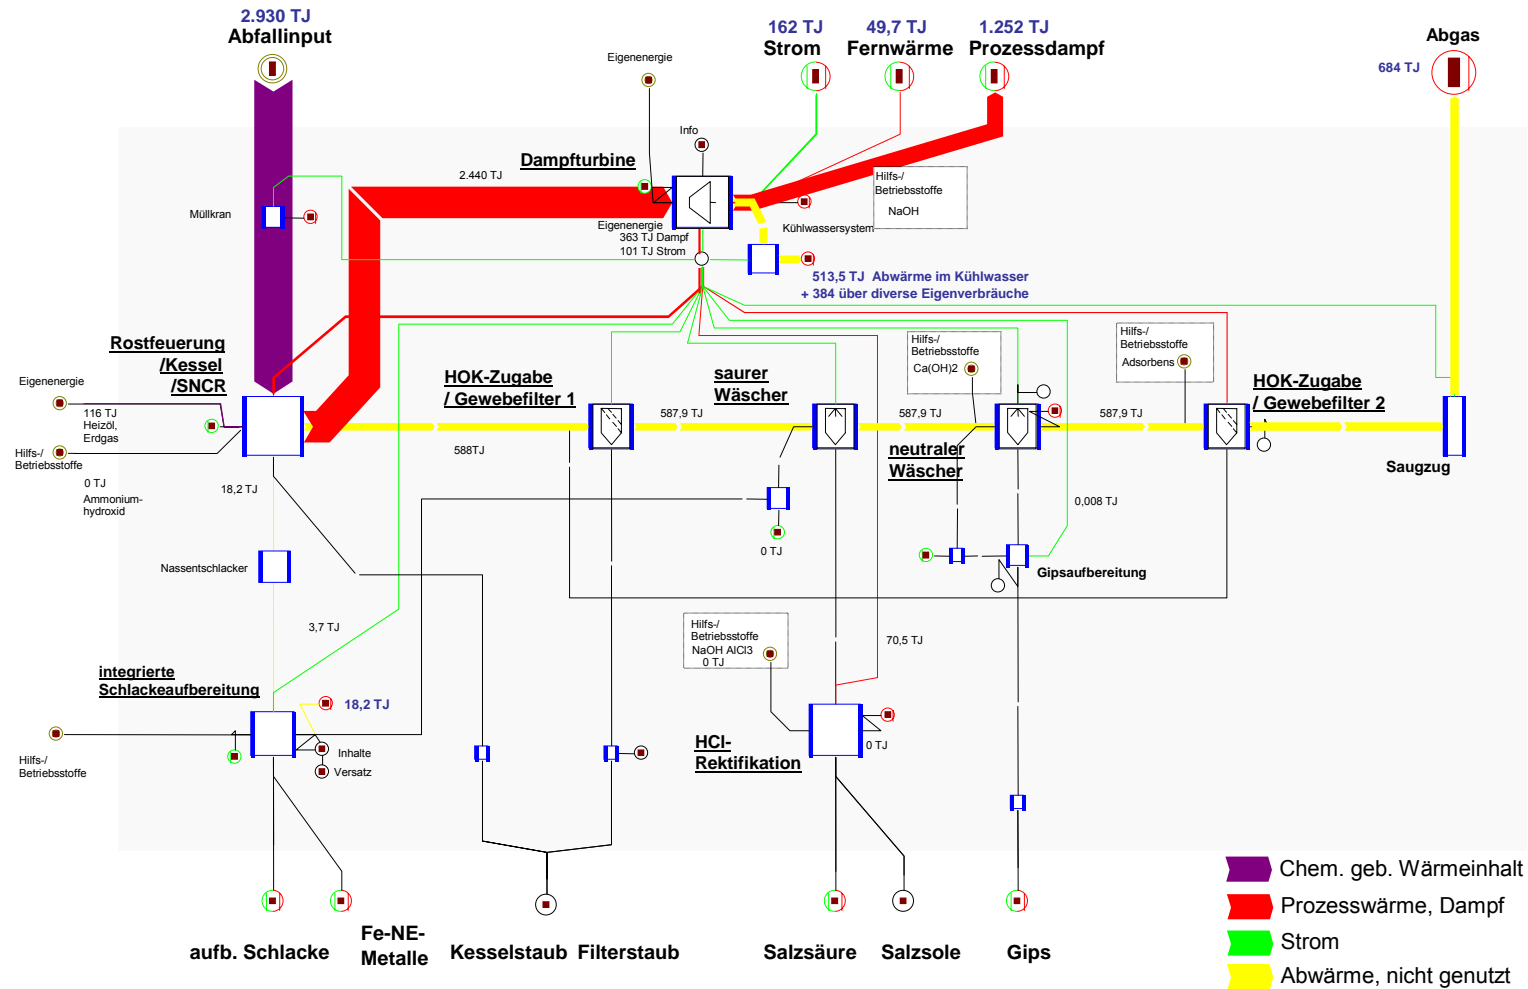 2.930 TJ
Abfallinput
162 TJ
Strom
49,7 TJ
Fernwärme
1.252 TJ
Prozessdampf
Abgas
684 TJ
Eigenenergie
Info
Dampfturbine
2.440 TJ
Müllkran
Hilfs-/
Betriebsstoffe
NaOH
Eigenenergie
363 TJ Dampf
101 TJ Strom
Kühlwassersystem
513,5 TJ Abwärme im Kühlwasser
+ 384 über diverse Eigenverbräuche
Rostfeuerung
/Kessel
/SNCR
Eigenenergie
116 TJ
Heizöl,
Erdgas
Hilfs-/
Betriebsstoffe
0 TJ
Ammonium-
hydroxid
18,2 TJ
HOK-Zugabe
/ Gewebefilter 1
588TJ
587,9 TJ
saurer
Wäscher
587,9 TJ
Hilfs-/
Betriebsstoffe
Ca(OH)2
neutraler
Wäscher
587,9 TJ
Hilfs-/
Betriebsstoffe
Adsorbens
HOK-Zugabe
/ Gewebefilter 2
Saugzug
0,008 TJ
0 TJ
Gipsaufbereitung
Nassentschlacker
3,7 TJ
Hilfs-/
Betriebsstoffe
NaOH AlCl3
0 TJ
70,5 TJ
integrierte
Schlackeaufbereitung
18,2 TJ
Inhalte
Versatz
Hilfs-/
Betriebsstoffe
HCl-
Rektifikation
0 TJ
aufb. Schlacke
Fe-NE-
Metalle
Kesselstaub
Filterstaub
Salzsäure
Salzsole
Gips
Chem. geb. Wärmeinhalt
Prozesswärme, Dampf
Strom
Abwärme, nicht genutzt